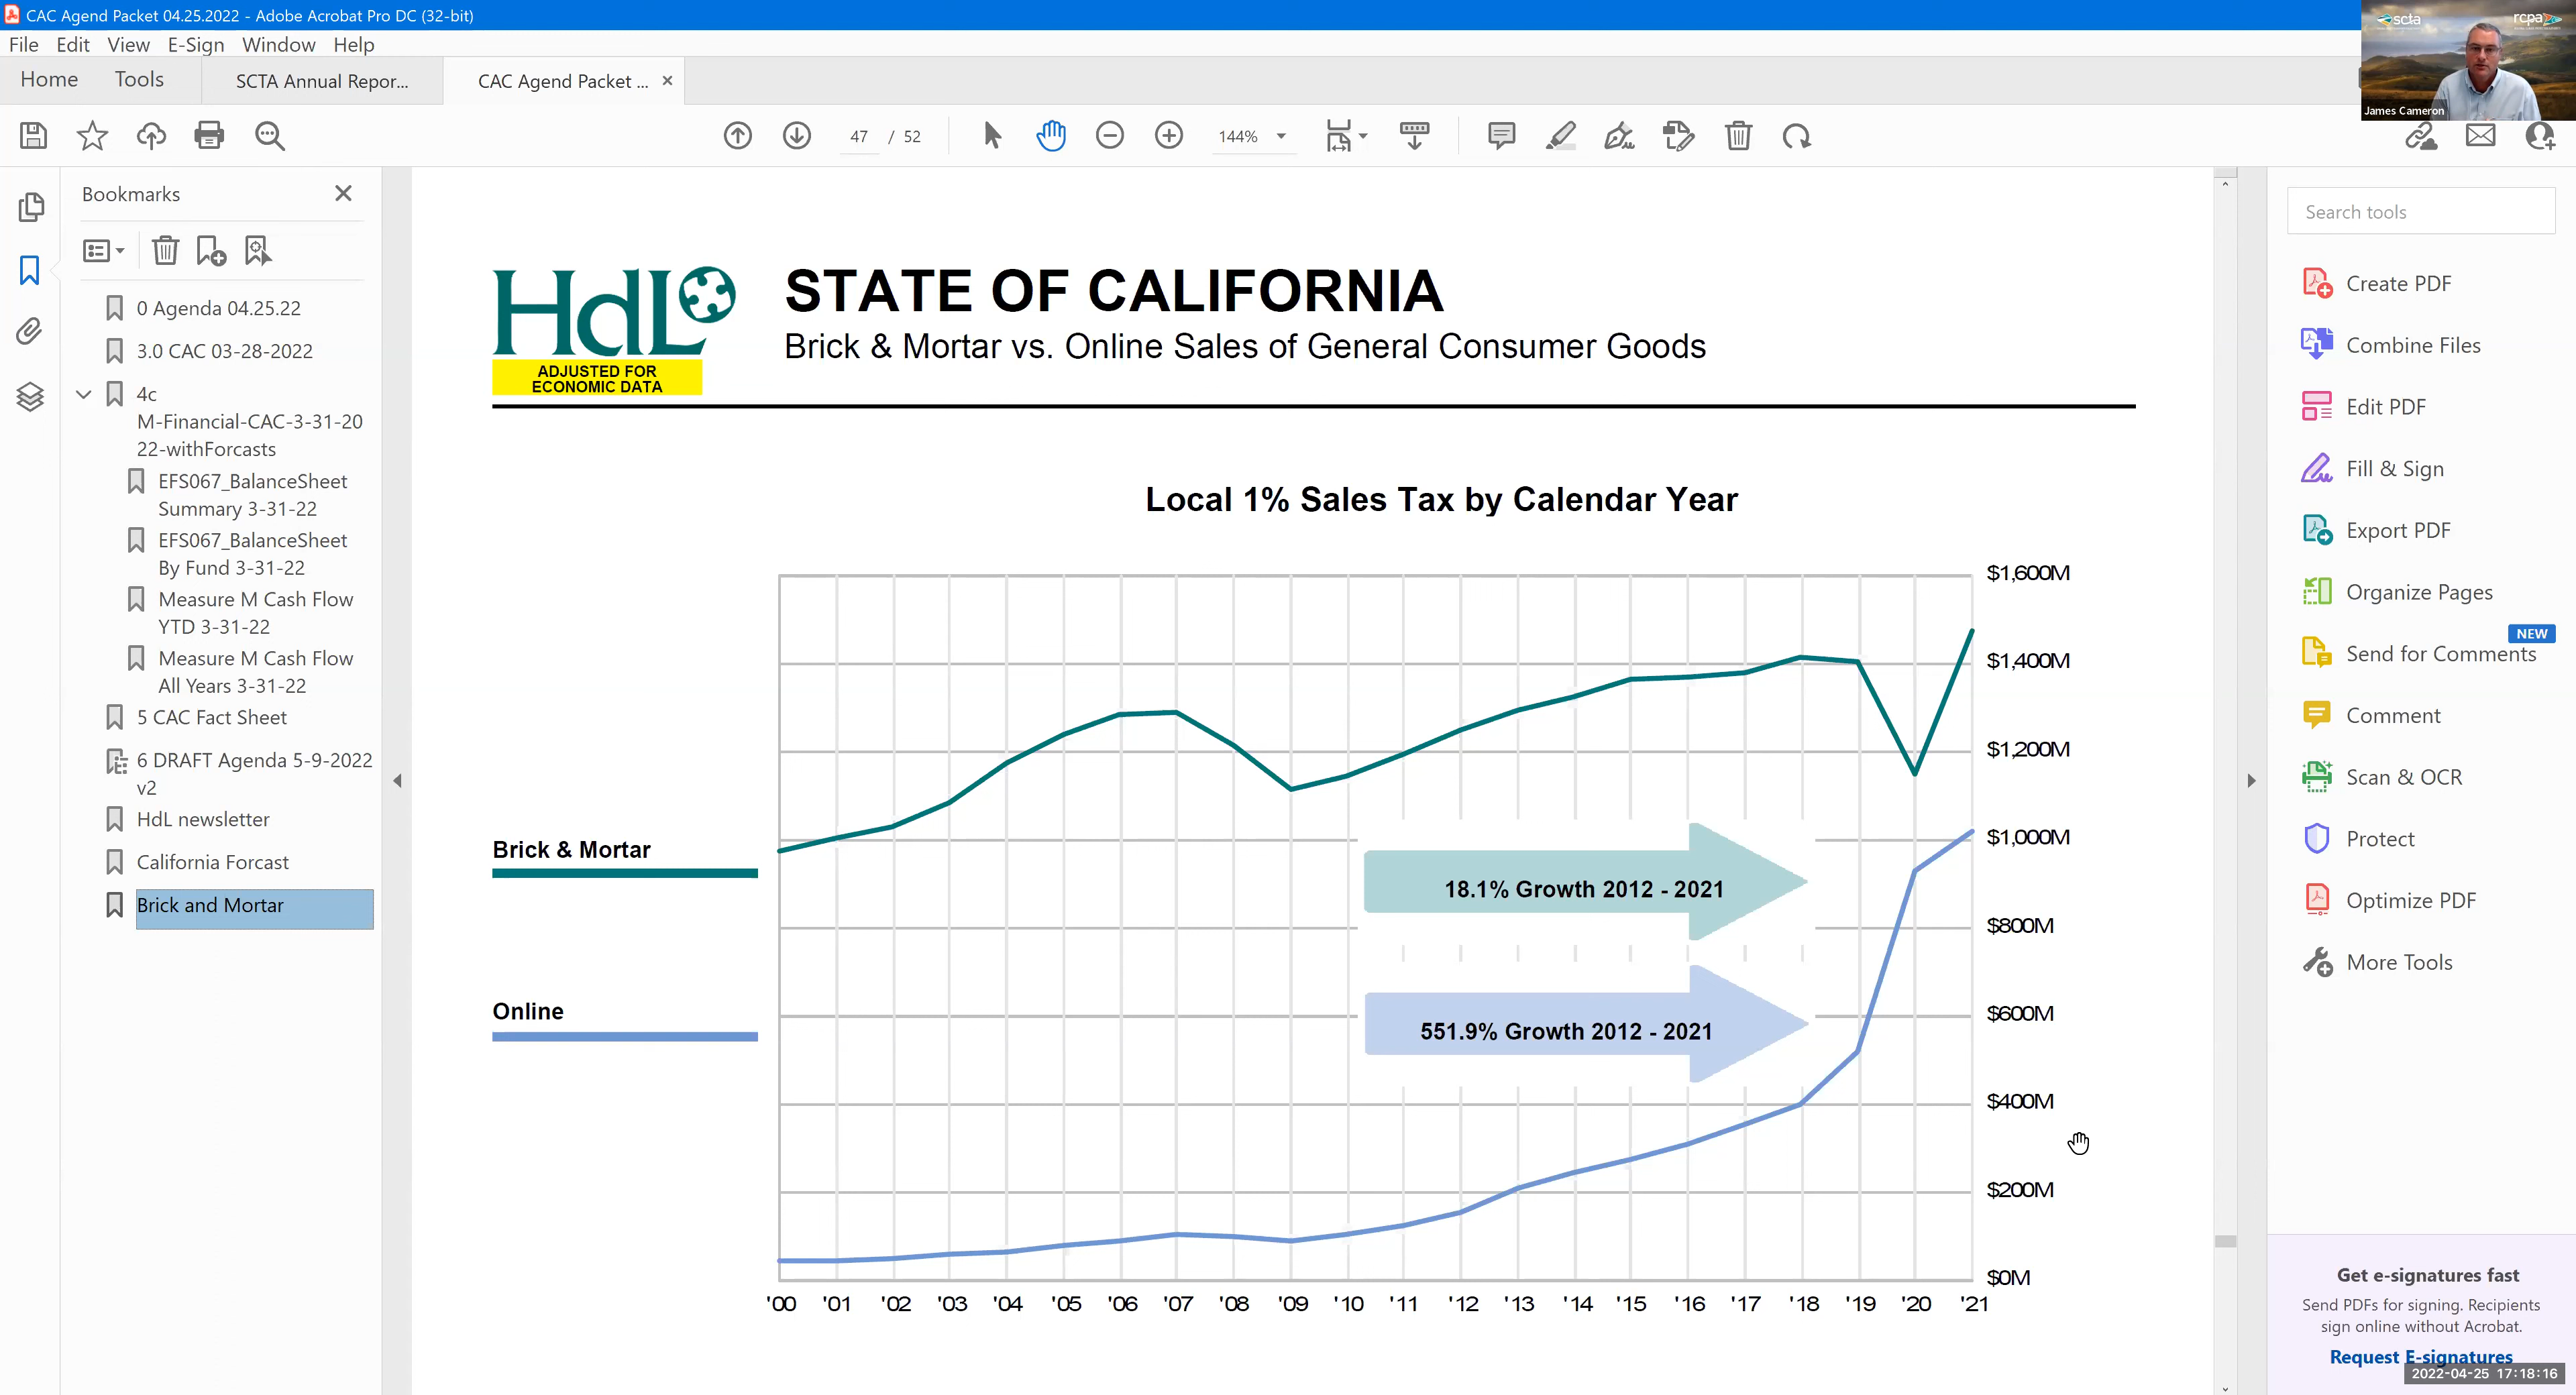 CAC Agend Packet 04.25.2022 - Adobe Acrobat Pro DC (32-bit)
File Edit View E-Sign Window Help
Home Tools SCTA Annual Repor... CAC Agend Packet ...
47 / 52 144%
scta rcpa
James Cameron
Bookmarks
0 Agenda 04.25.22
3.0 CAC 03-28-2022
4c
M-Financial-CAC-3-31-20
22-withForcasts
EFS067_BalanceSheet
Summary 3-31-22
EFS067_BalanceSheet
By Fund 3-31-22
Measure M Cash Flow
YTD 3-31-22
Measure M Cash Flow
All Years 3-31-22
5 CAC Fact Sheet
6 DRAFT Agenda 5-9-2022
v2
HdL newsletter
California Forcast
Brick and Mortar
HdL
ADJUSTED FOR
ECONOMIC DATA
STATE OF CALIFORNIA
Brick & Mortar vs. Online Sales of General Consumer Goods
Local 1% Sales Tax by Calendar Year
Brick & Mortar
Online
18.1% Growth 2012 - 2021
551.9% Growth 2012 - 2021
$1,600M
$1,400M
$1,200M
$1,000M
$800M
$600M
$400M
$200M
$0M
'00 '01 '02 '03 '04 '05 '06 '07 '08 '09 '10 '11 '12 '13 '14 '15 '16 '17 '18 '19 '20 '21
Search tools
Create PDF
Combine Files
Edit PDF
Fill & Sign
Export PDF
Organize Pages
NEW
Send for Comments
Comment
Scan & OCR
Protect
Optimize PDF
More Tools
Get e-signatures fast
Send PDFs for signing. Recipients
sign online without Acrobat.
Request E-signatures
2022-04-25 17:18:16